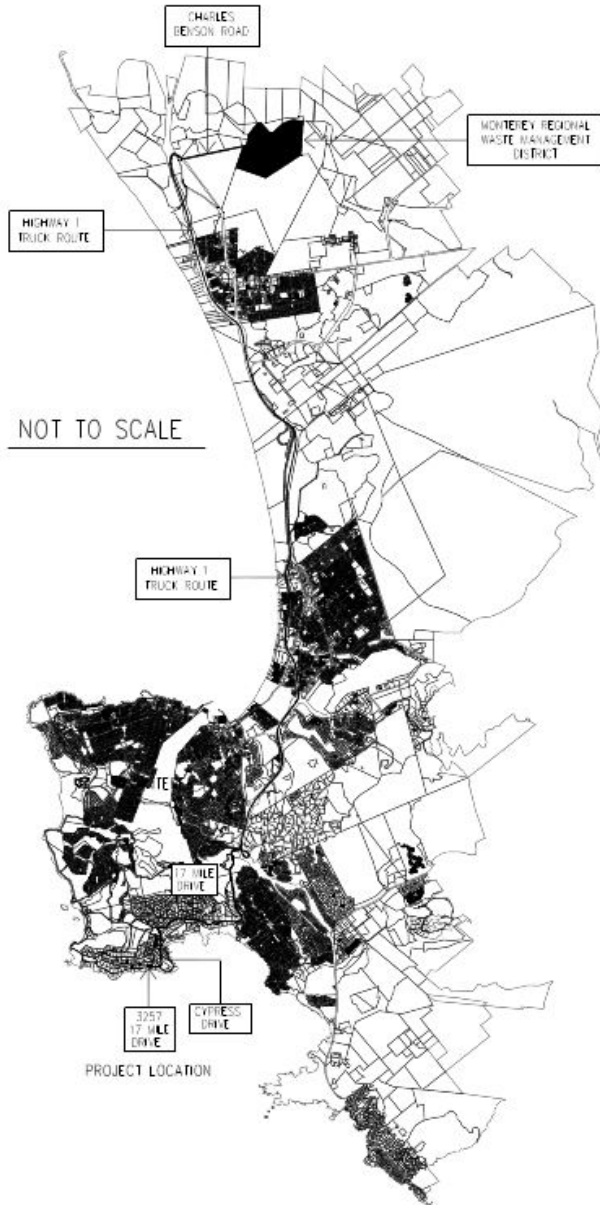 CHARLES
BENSON ROAD
MONTEREY REGIONAL
WASTE MANAGEMENT
DISTRICT
HIGHWAY 1
TRUCK ROUTE
NOT TO SCALE
HIGHWAY 1
TRUCK ROUTE
TE
17 MILE
DRIVE
3257
17 MILE
DRIVE
CYPRESS
DRIVE
PROJECT LOCATION